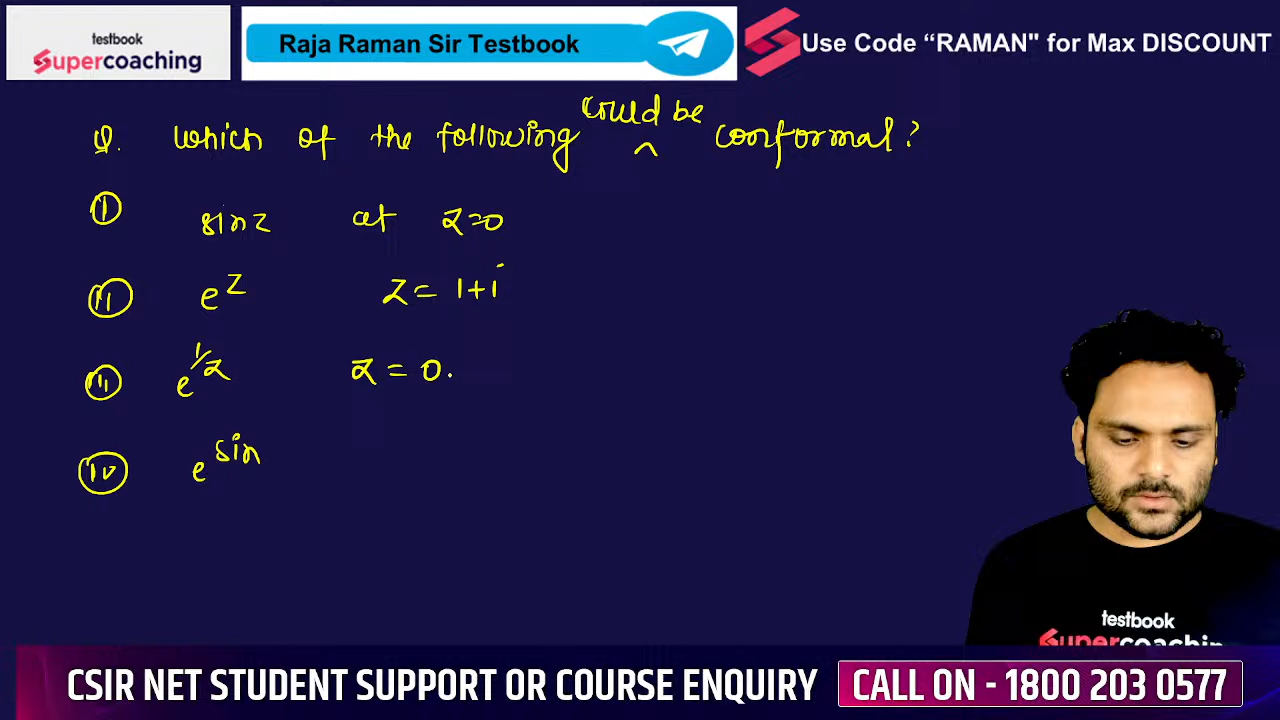 testbook
Supercoaching
Raja Raman Sir Testbook
Use Code “RAMAN" for Max DISCOUNT
Q. Which of the following could be conformal?
(i) sin z at z=0
(ii) e^z z = 1+i
(iii) e^1/z z = 0.
(iv) e^sin
testbook
Supercoaching
CSIR NET STUDENT SUPPORT OR COURSE ENQUIRY
CALL ON - 1800 203 0577